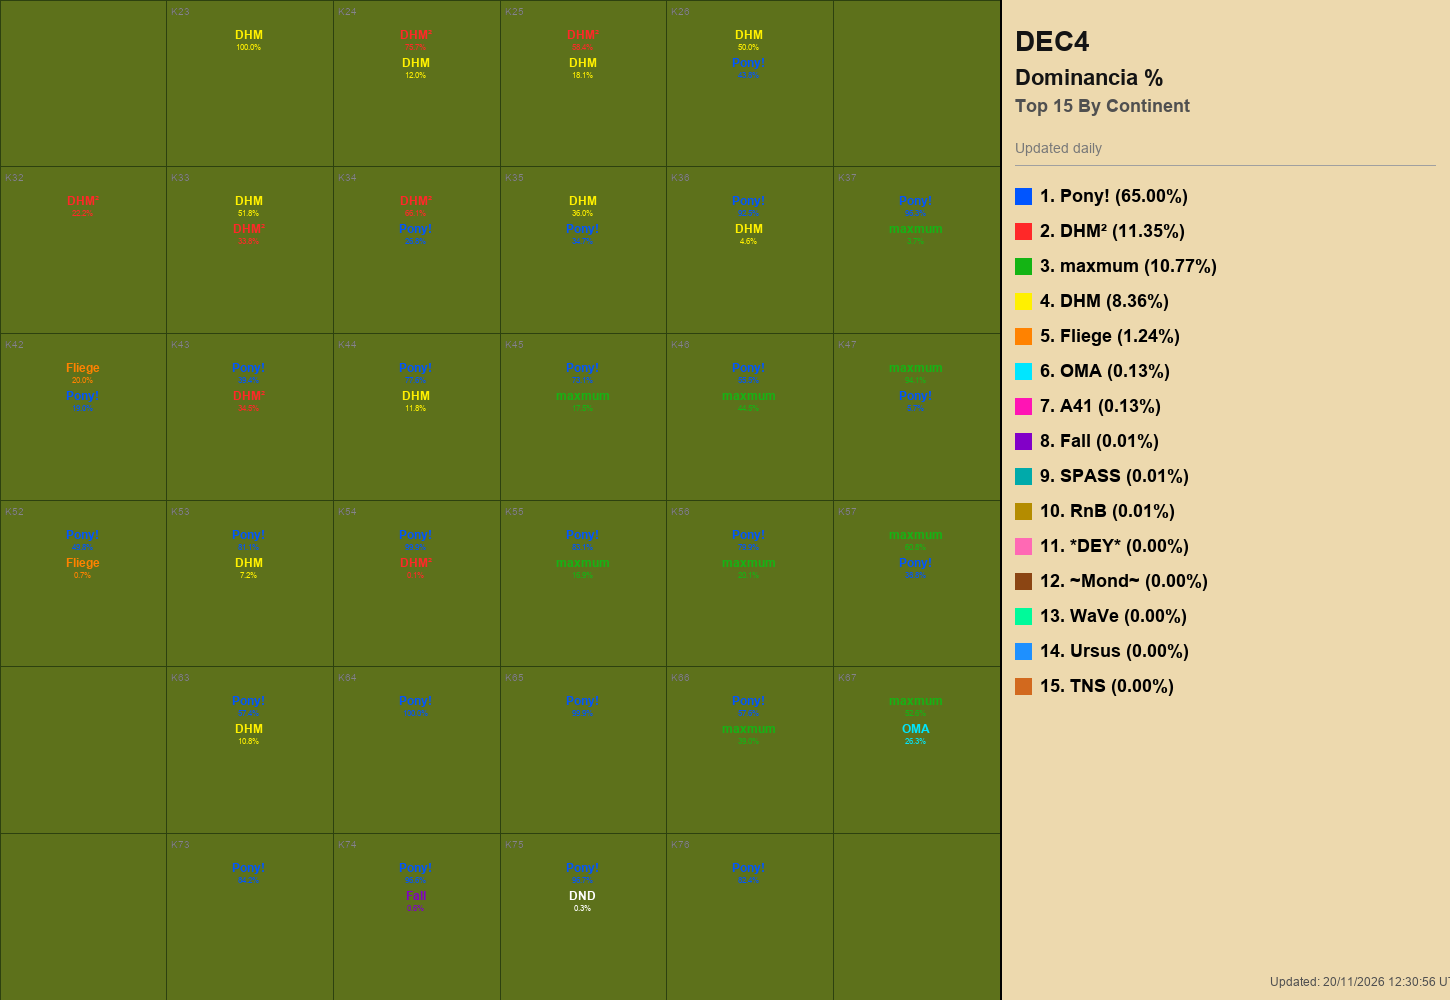 K23
DHM
100.0%
K24
DHM²
DHM
12.0%
K25
DHM²
DHM
18.1%
K26
DHM
50.0%
Pony!
K32
DHM²
K33
DHM
51.8%
DHM²
K34
DHM²
Pony!
K35
DHM
36.0%
Pony!
K36
Pony!
DHM
4.6%
K37
Pony!
maxmum
K42
Fliege
20.0%
Pony!
K43
Pony!
DHM²
K44
Pony!
DHM
11.8%
K45
Pony!
maxmum
K46
Pony!
maxmum
K47
maxmum
Pony!
K52
Pony!
Fliege
0.7%
K53
Pony!
DHM
7.2%
K54
Pony!
DHM²
K55
Pony!
maxmum
K56
Pony!
maxmum
K57
maxmum
Pony!
K63
Pony!
DHM
10.8%
K64
Pony!
K65
Pony!
K66
Pony!
maxmum
K67
maxmum
OMA
26.3%
K73
Pony!
K74
Pony!
Fall
K75
Pony!
DND
0.3%
K76
Pony!
DEC4
Dominancia %
Top 15 By Continent
Updated daily
1. Pony! (65.00%)
2. DHM² (11.35%)
3. maxmum (10.77%)
4. DHM (8.36%)
5. Fliege (1.24%)
6. OMA (0.13%)
7. A41 (0.13%)
8. Fall (0.01%)
9. SPASS (0.01%)
10. RnB (0.01%)
11. *DEY* (0.00%)
12. ~Mond~ (0.00%)
13. WaVe (0.00%)
14. Ursus (0.00%)
15. TNS (0.00%)
Updated: 20/11/2026 12:30:56